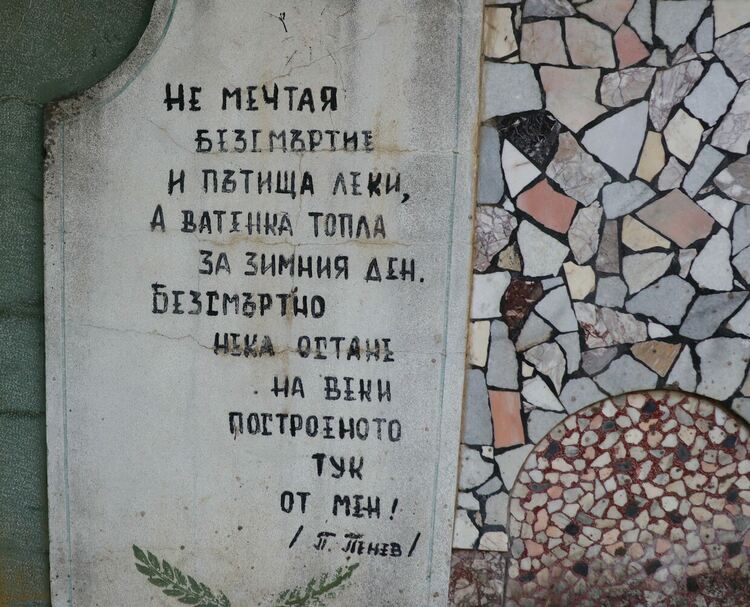 НЕ МЕЧТАЯ
БЕЗСМЪРТИЕ
И ПЪТИЩА ЛЕКИ,
А ВАТЕНКА ТОПЛА
ЗА ЗИМНИЯ ДЕН.
БЕЗСМЪРТНО
НЕКА ОСТАНЕ
НА ВЕКИ
ПОСТРОЕНОТО
ТУК
ОТ МЕН!
/ П. ПЕНЕВ /